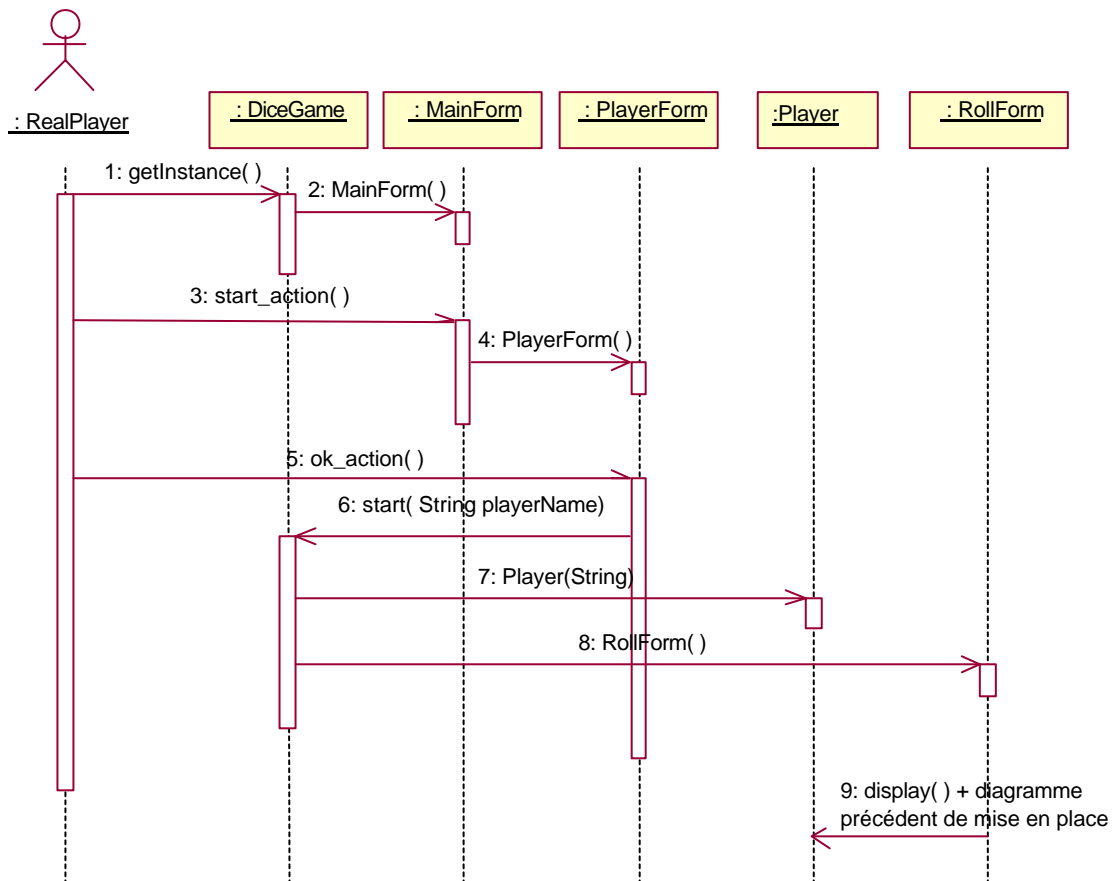 : RealPlayer
: DiceGame
: MainForm
: PlayerForm
:Player
: RollForm
1: getInstance( )
2: MainForm( )
3: start_action( )
4: PlayerForm( )
5: ok_action( )
6: start( String playerName)
7: Player(String)
8: RollForm( )
9: display( ) + diagramme
précédent de mise en place